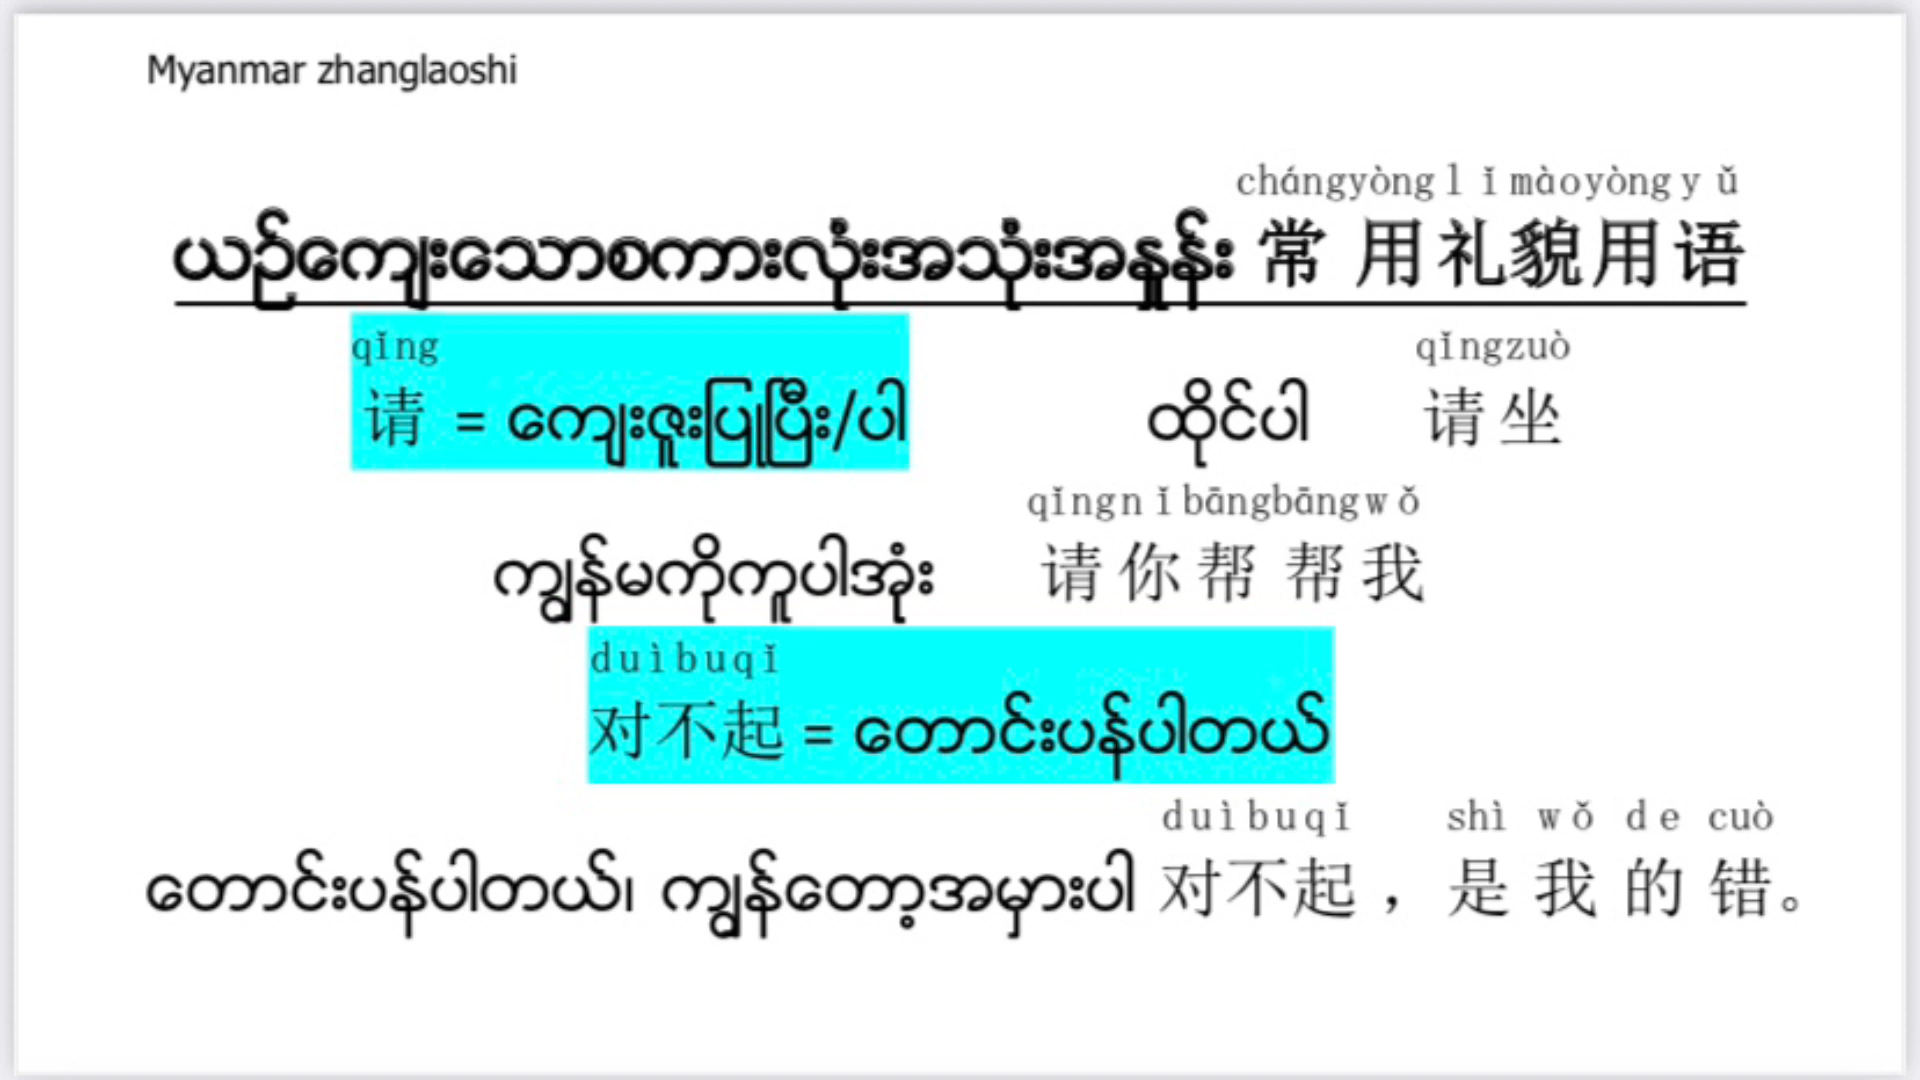 Myanmar zhanglaoshi
chángyònglǐmàoyòngyǔ
ယဉ်ကျေးသောစကားလုံးအသုံးအနှုန်း 常用礼貌用语
qǐng qǐngzuò
请 = ကျေးဇူးပြုပြီး/ပါ ထိုင်ပါ 请坐
qǐngnǐbāngbāngwǒ
ကျွန်မကိုကူပါအုံး 请你帮帮我
duìbuqǐ
对不起 = တောင်းပန်ပါတယ်
duìbuqǐ shì wǒ de cuò
တောင်းပန်ပါတယ်၊ ကျွန်တော့အမှားပါ 对不起，是我的错。